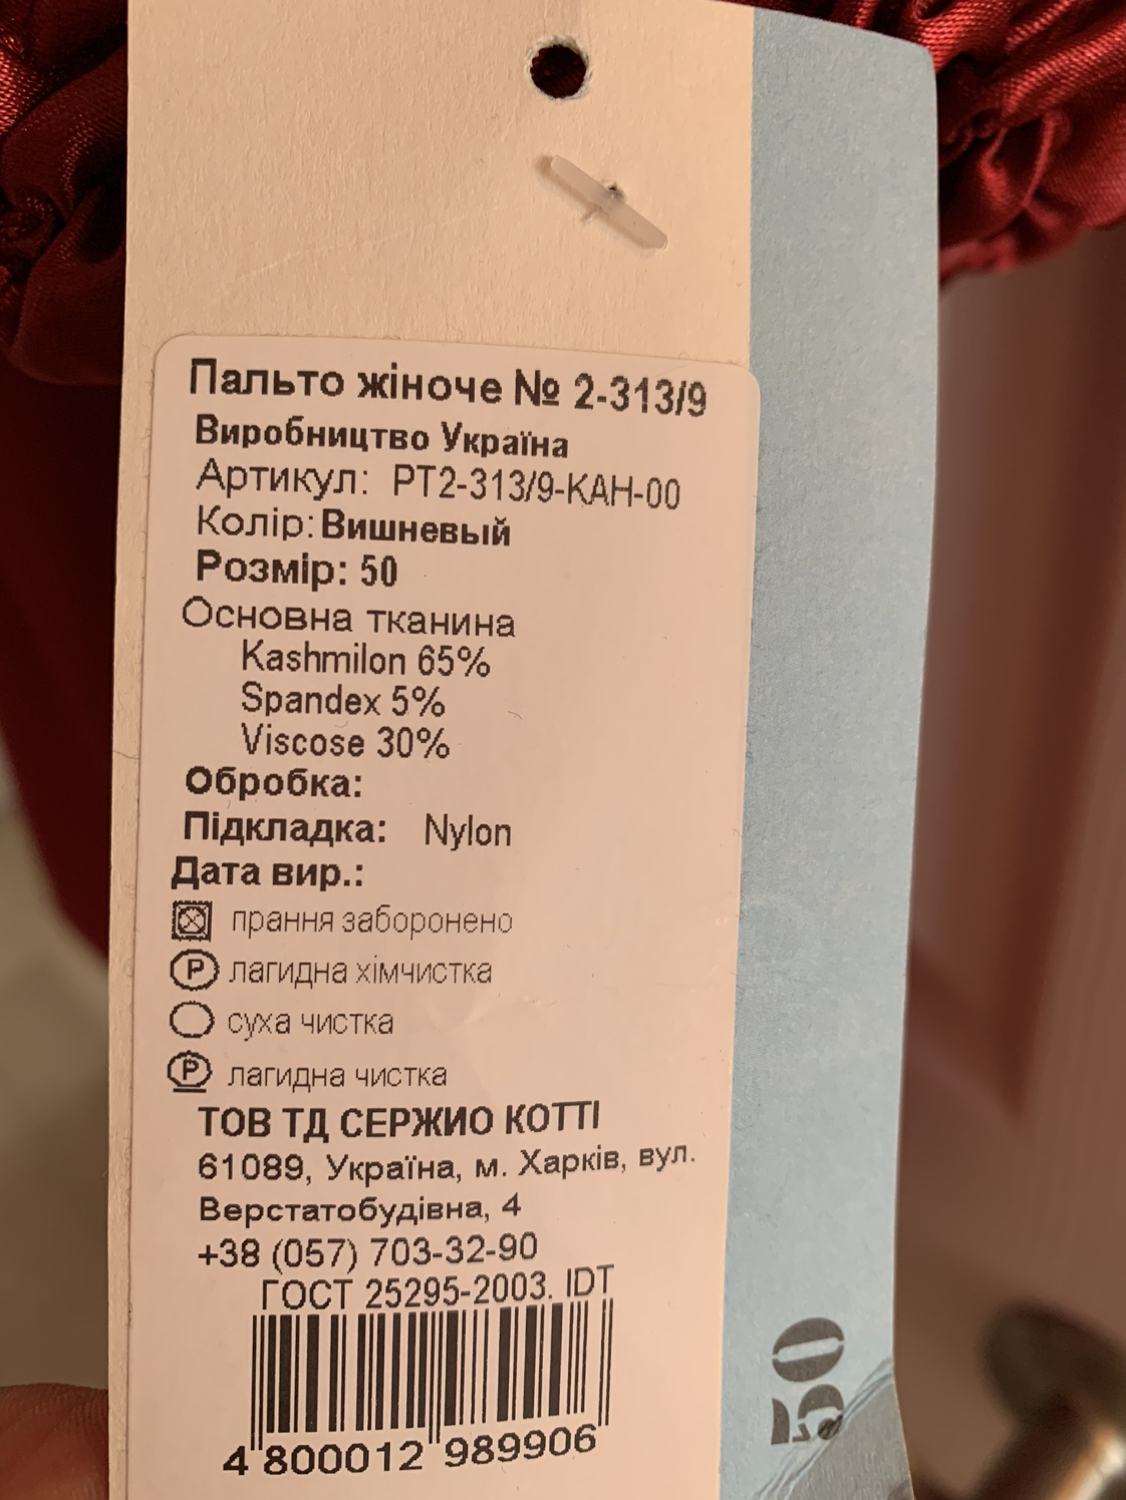 Пальто жіноче № 2-313/9
Виробництво Україна
Артикул: РТ2-313/9-КАН-00
Колір: Вишневый
Розмір: 50
Основна тканина
Kashmilon 65%
Spandex 5%
Viscose 30%
Обробка:
Підкладка: Nylon
Дата вир.:
прання заборонено
P лагидна хімчистка
суха чистка
P лагидна чистка
ТОВ ТД СЕРЖИО КОТТІ
61089, Україна, м. Харків, вул.
Верстатобудівна, 4
+38 (057) 703-32-90
ГОСТ 25295-2003. IDT
4 800012 989906
50